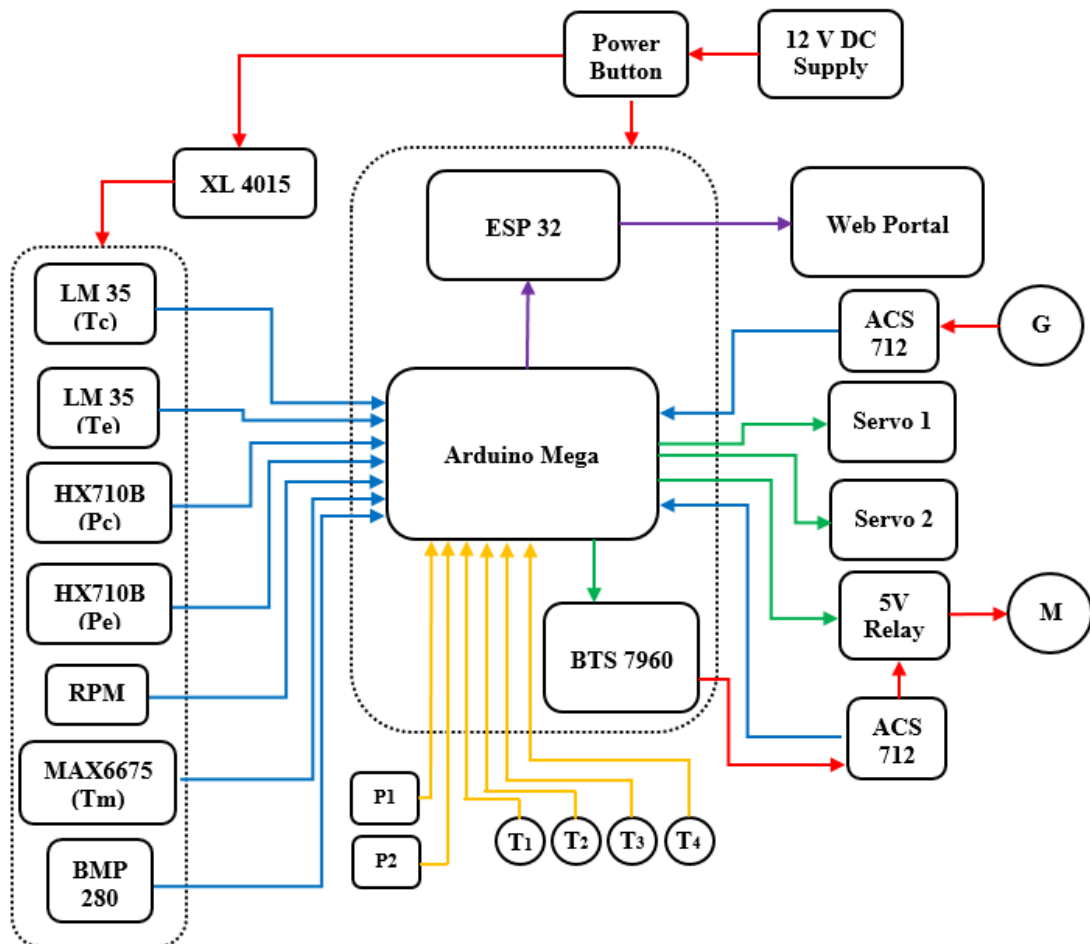 Power
Button
12 V DC
Supply
XL 4015
ESP 32
Web Portal
LM 35
(Tc)
ACS
712
G
LM 35
(Te)
Arduino Mega
Servo 1
HX710B
(Pc)
Servo 2
HX710B
(Pe)
5V
Relay
M
BTS 7960
RPM
ACS
712
MAX6675
(Tm)
P1
T1
T2
T3
T4
P2
BMP
280